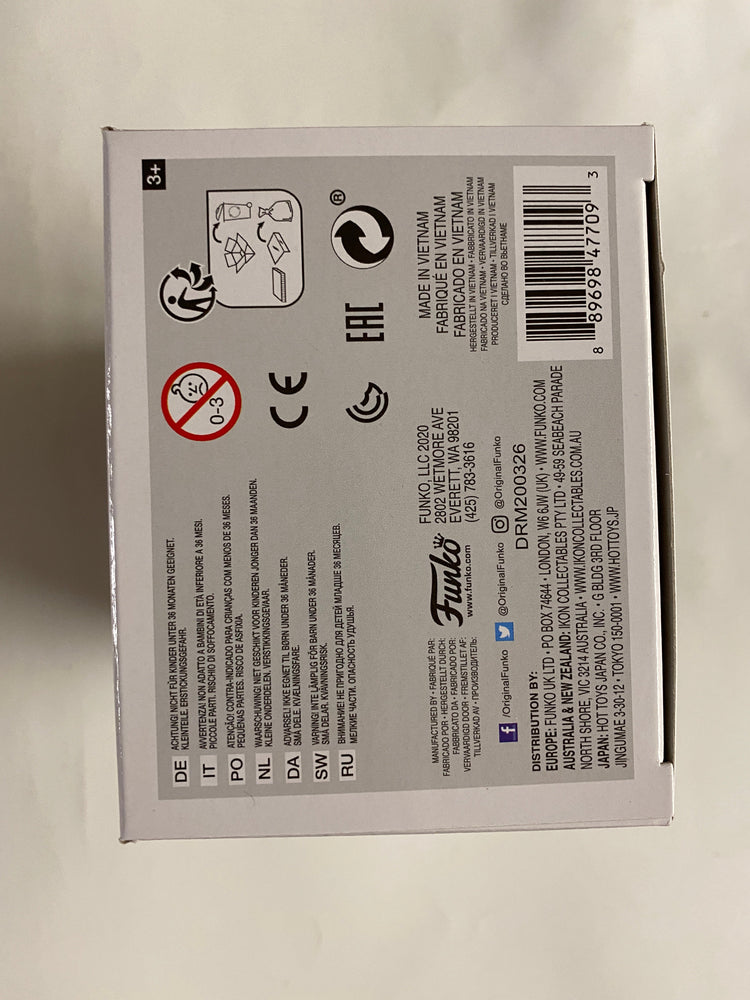 DE ACHTUNG! NICHT FÜR KINDER UNTER 36 MONATEN GEEIGNET.
KLEINTEILE. ERSTICKUNGSGEFAHR.
IT AVVERTENZA! NON ADATTO A BAMBINI DI ETÀ INFERIORE A 36 MESI.
PICCOLE PARTI. RISCHIO DI SOFFOCAMENTO.
PO ATENÇÃO! CONTRA-INDICADO PARA CRIANÇAS COM MENOS DE 36 MESES.
PEQUENAS PARTES. RISCO DE ASFIXIA.
NL WAARSCHUWING! NIET GESCHIKT VOOR KINDEREN JONGER DAN 36 MAANDEN.
KLEINE ONDERDELEN. VERSTIKKINGSGEVAAR.
DA ADVARSEL! IKKE EGNET TIL BØRN UNDER 36 MÅNEDER.
SMÅ DELE. KVÆLNINGSFARE.
SW VARNING! INTE LÄMPLIG FÖR BARN UNDER 36 MÅNADER.
SMÅ DELAR. KVÄVNINGSRISK.
RU ВНИМАНИЕ! НЕ ПРИГОДНО ДЛЯ ДЕТЕЙ МЛАДШЕ 36 МЕСЯЦЕВ.
МЕЛКИЕ ЧАСТИ. ОПАСНОСТЬ УДУШЬЯ.
0-3
3+
CE
EAC
®
MANUFACTURED BY • FABRIQUÉ PAR:
FABRICADO POR • HERGESTELLT DURCH:
FABBRICATO DA • FABRICADO POR:
VERVAARDIGD DOOR • FREMSTILLET AF:
TILLVERKAD AV • ПРОИЗВОДИТЕЛЬ:
Funko
www.funko.com
FUNKO, LLC 2020
2802 WETMORE AVE
EVERETT, WA 98201
(425) 783-3616
MADE IN VIETNAM
FABRIQUÉ EN VIETNAM
FABRICADO EN VIETNAM
HERGESTELLT IN VIETNAM • FABBRICATO IN VIETNAM
FABRICADO NA VIETNAM • VERVAARDIGD IN VIETNAM
PRODUCERET I VIETNAM • TILLVERKAD I VIETNAM
СДЕЛАНО ВО ВЬЕТНАМЕ
f /OriginalFunko @OriginalFunko @OriginalFunko
DRM200326
DISTRIBUTION BY:
EUROPE: FUNKO UK LTD • PO BOX 74644 • LONDON, W6 6JW (UK) • WWW.FUNKO.COM
AUSTRALIA & NEW ZEALAND: IKON COLLECTABLES PTY LTD • 49-59 SEABEACH PARADE
NORTH SHORE, VIC 3214 AUSTRALIA • WWW.IKONCOLLECTABLES.COM.AU
JAPAN: HOT TOYS JAPAN CO., INC. • G BLDG 3RD FLOOR
JINGUMAE 3-30-12 • TOKYO 150-0001 • WWW.HOTTOYS.JP
8 89698 47709 3